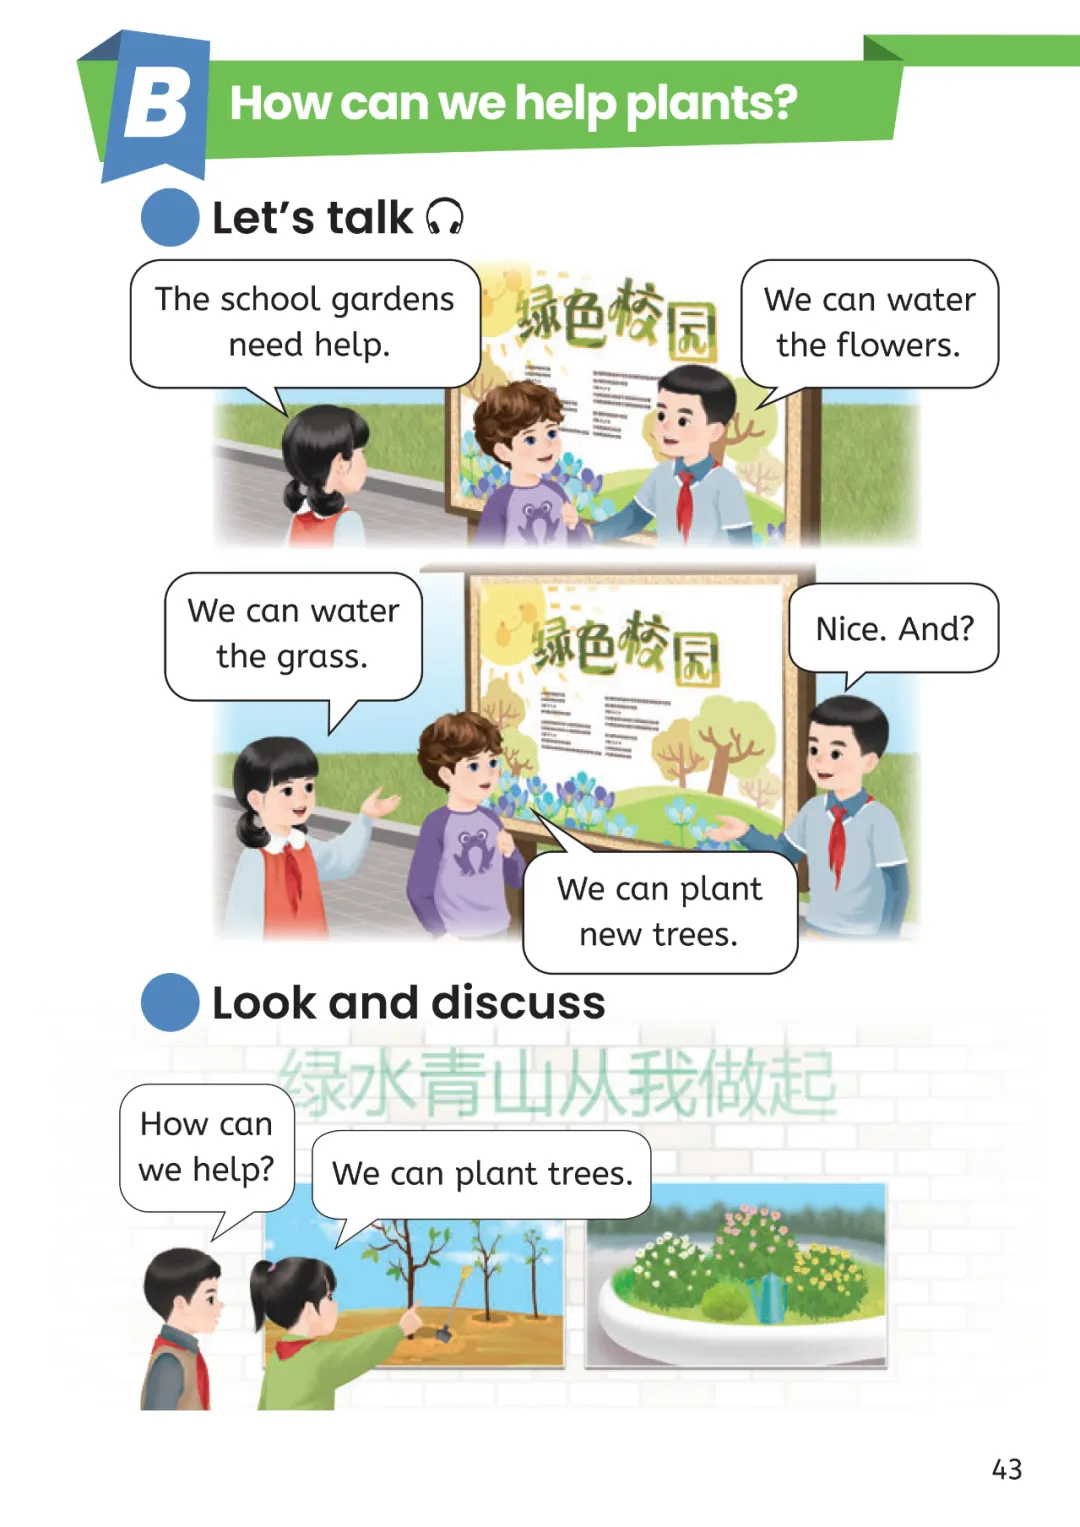 B
How can we help plants?
Let's talk
The school gardens
need help.
绿色校园
We can water
the flowers.
We can water
the grass.
绿色校园
Nice. And?
We can plant
new trees.
Look and discuss
绿水青山从我做起
How can
we help?
We can plant trees.
43